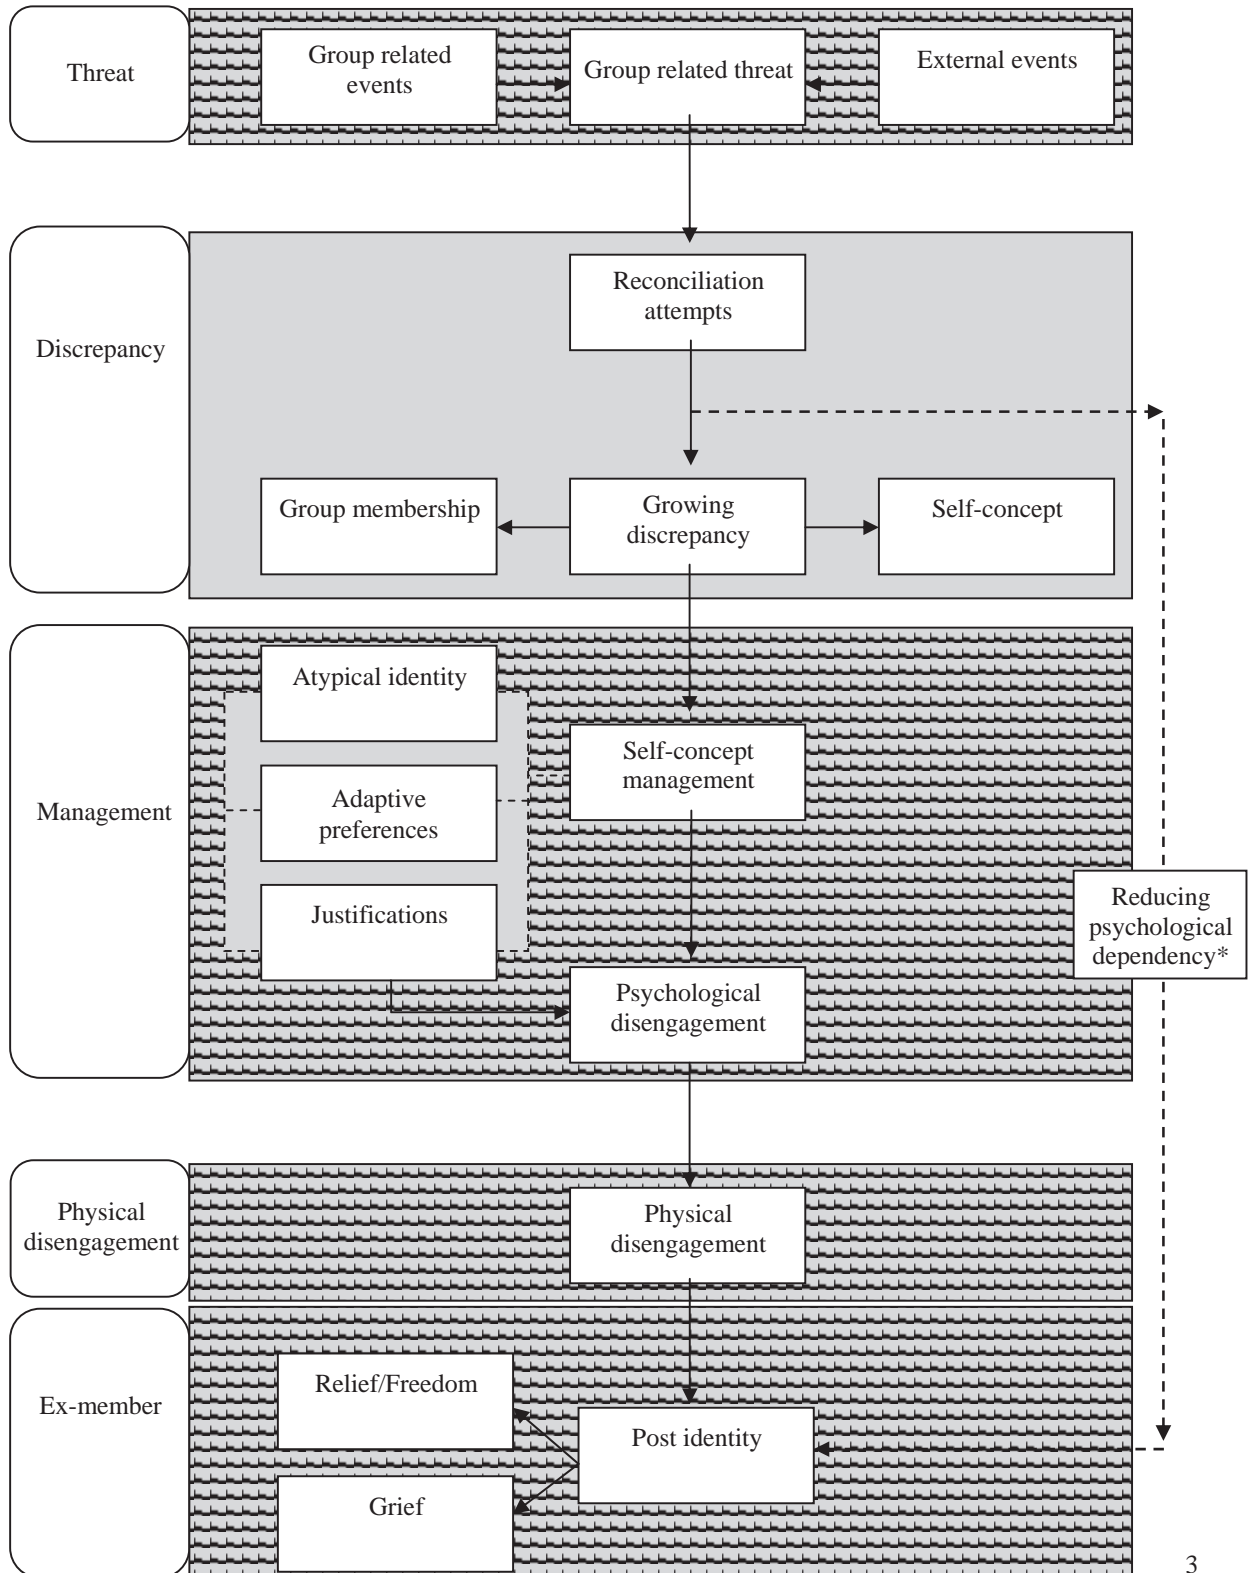 Threat
Group related
events
Group related threat
External events
Discrepancy
Reconciliation
attempts
Group membership
Growing
discrepancy
Self-concept
Management
Atypical identity
Self-concept
management
Adaptive
preferences
Justifications
Reducing
psychological
dependency*
Psychological
disengagement
Physical
disengagement
Physical
disengagement
Ex-member
Relief/Freedom
Post identity
Grief
3